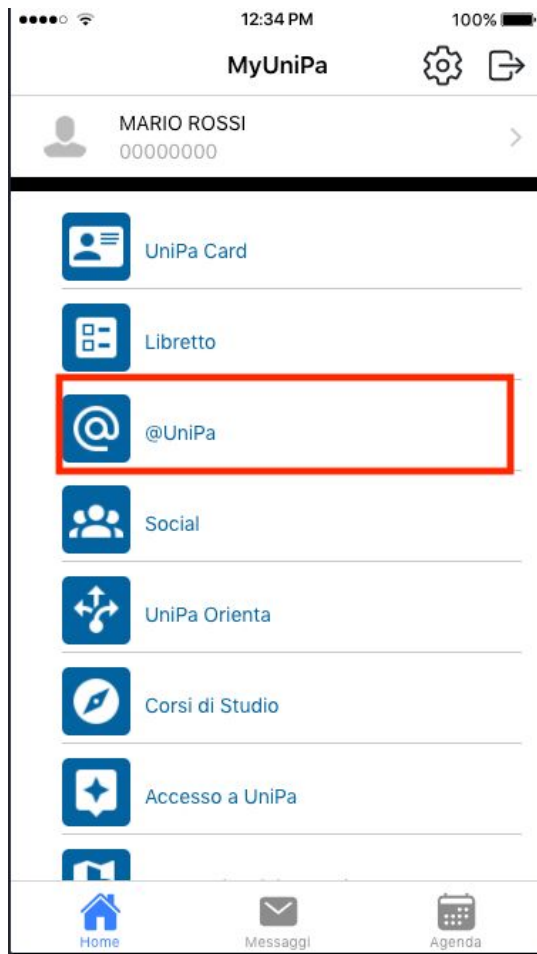 12:34 PM
100%
MyUniPa
MARIO ROSSI
00000000
UniPa Card
Libretto
@UniPa
Social
UniPa Orienta
Corsi di Studio
Accesso a UniPa
Home
Messaggi
Agenda